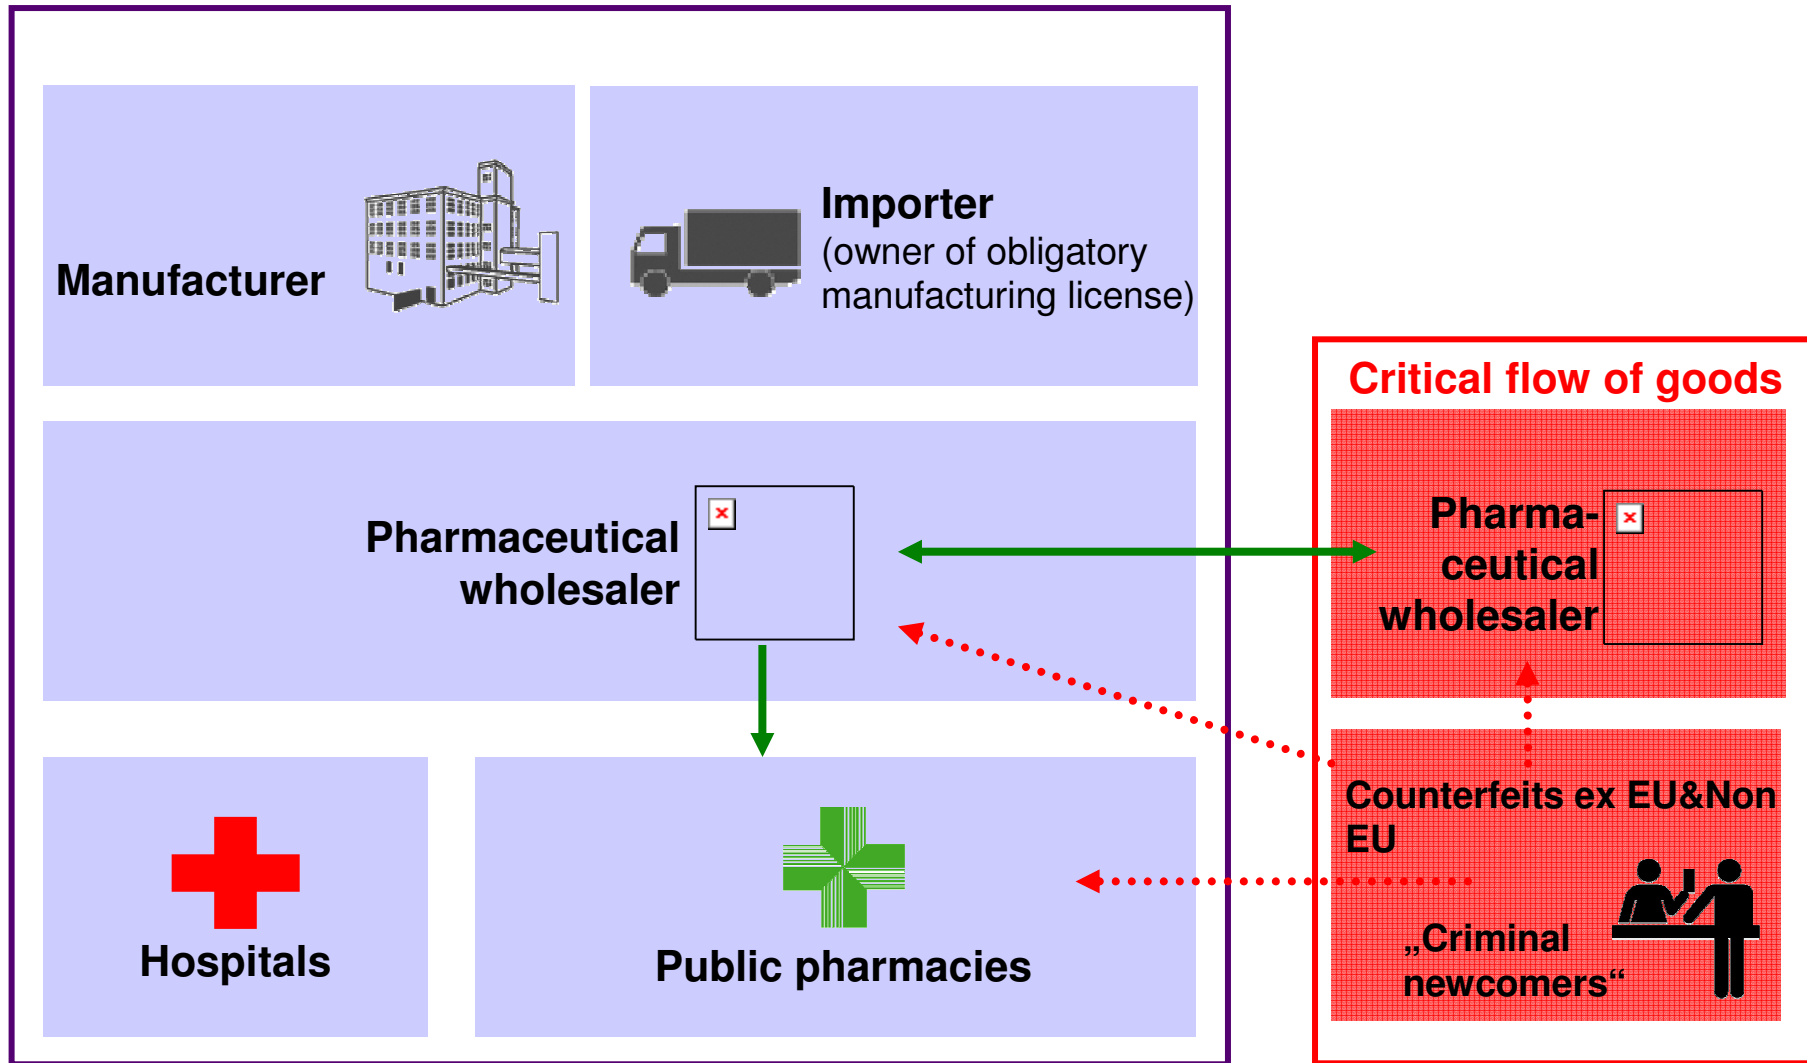 Manufacturer
Importer
(owner of obligatory
manufacturing license)
Critical flow of goods
Pharmaceutical
wholesaler
Pharma-
ceutical
wholesaler
Counterfeits ex EU&Non
EU
„Criminal
newcomers“
Hospitals
Public pharmacies